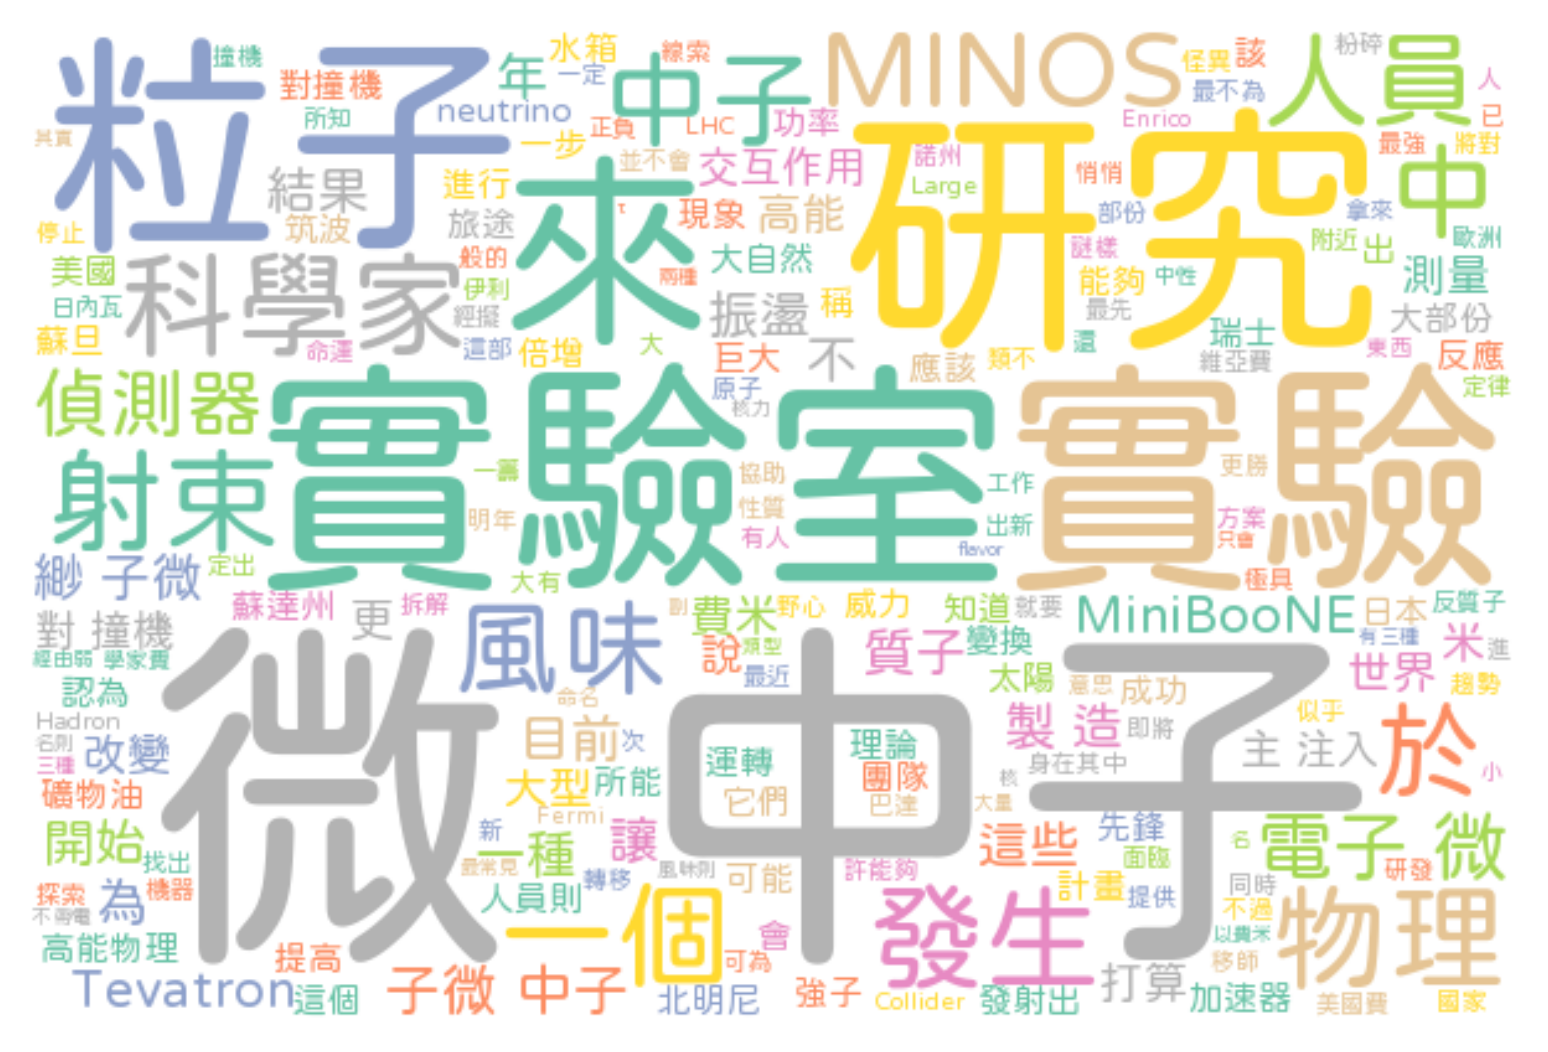 撞機
水箱
線索
MINOS
怪異
該
粉碎
人員
人
粒子
對撞機
年
一定
中子
最不為
已
所知
neutrino
正負
LHC
功率
Enrico
其實
一步
並不會
交互作用
研究
諾州
最強
將對
結果
進行
來
Large
悄悄
中
停止
筑波
旅途
τ
現象
高能
部份
拿來
美國
科學家
般的
兩種
大自然
謎樣
附近
出
歐洲
日內瓦
伊利
振盪
稱
能夠
中性
測量
蘇旦
命運
經擬
這部
倍增
大
巨大
不
應該
類不
最先
還
瑞士
維亞費
大部份
東西
反應
偵測器
實驗室
原子
核力
實驗
定律
射束
一籌
明年
協助
性質
有人
工作
出新
flavor
更勝
方案
只會
緲 子微
定出
大有
極具
對 撞機
蘇達州
更
拆解
風味
副
費米
野心
威力
知道
就要
MiniBooNE
日本
反質子
經由弱
學家費
說
類型
最近
質子
變換
有三種
米
進
認為
微中子
命名
太陽
意思
成功
世界
趨勢
Hadron
名則
三種
改變
目前
次
運轉
理論
製 造
即將
似乎
主 注入
於
礦物油
大型
所能
它們
團隊
巴達
身在其中
核
大量
小
開始
找出
Fermi
新
一種
讓
這些
先鋒
面臨
名
電子 微
探索
機器
為
最常見
轉移
風味則
可能
許能夠
計畫
提供
同時
研發
不帶電
人員則
一個
發生
不過
物理
高能物理
提高
會
可為
以費米
移師
Tevatron
這個
子微 中子
北明尼
強子
Collider
發射出
打算
加速器
美國費
國家